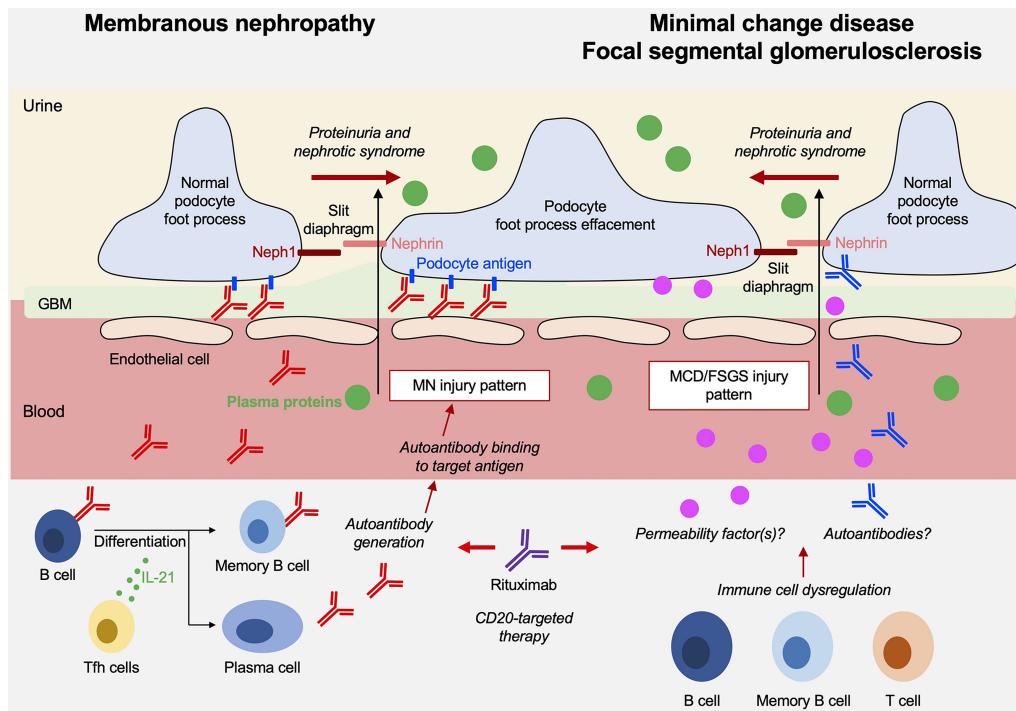 Membranous nephropathy
Minimal change disease
Focal segmental glomerulosclerosis
Urine
Proteinuria and
nephrotic syndrome
Proteinuria and
nephrotic syndrome
Normal
podocyte
foot process
Slit
diaphragm
Podocyte
foot process effacement
Normal
podocyte
foot process
Neph1
Nephrin
Neph1
Nephrin
Podocyte antigen
Slit
diaphragm
GBM
Endothelial cell
MN injury pattern
MCD/FSGS injury
pattern
Plasma proteins
Blood
Autoantibody binding
to target antigen
Autoantibody
generation
Permeability factor(s)?
Autoantibodies?
Differentiation
B cell
Memory B cell
IL-21
Rituximab
Immune cell dysregulation
CD20-targeted
therapy
Tfh cells
Plasma cell
B cell
Memory B cell
T cell